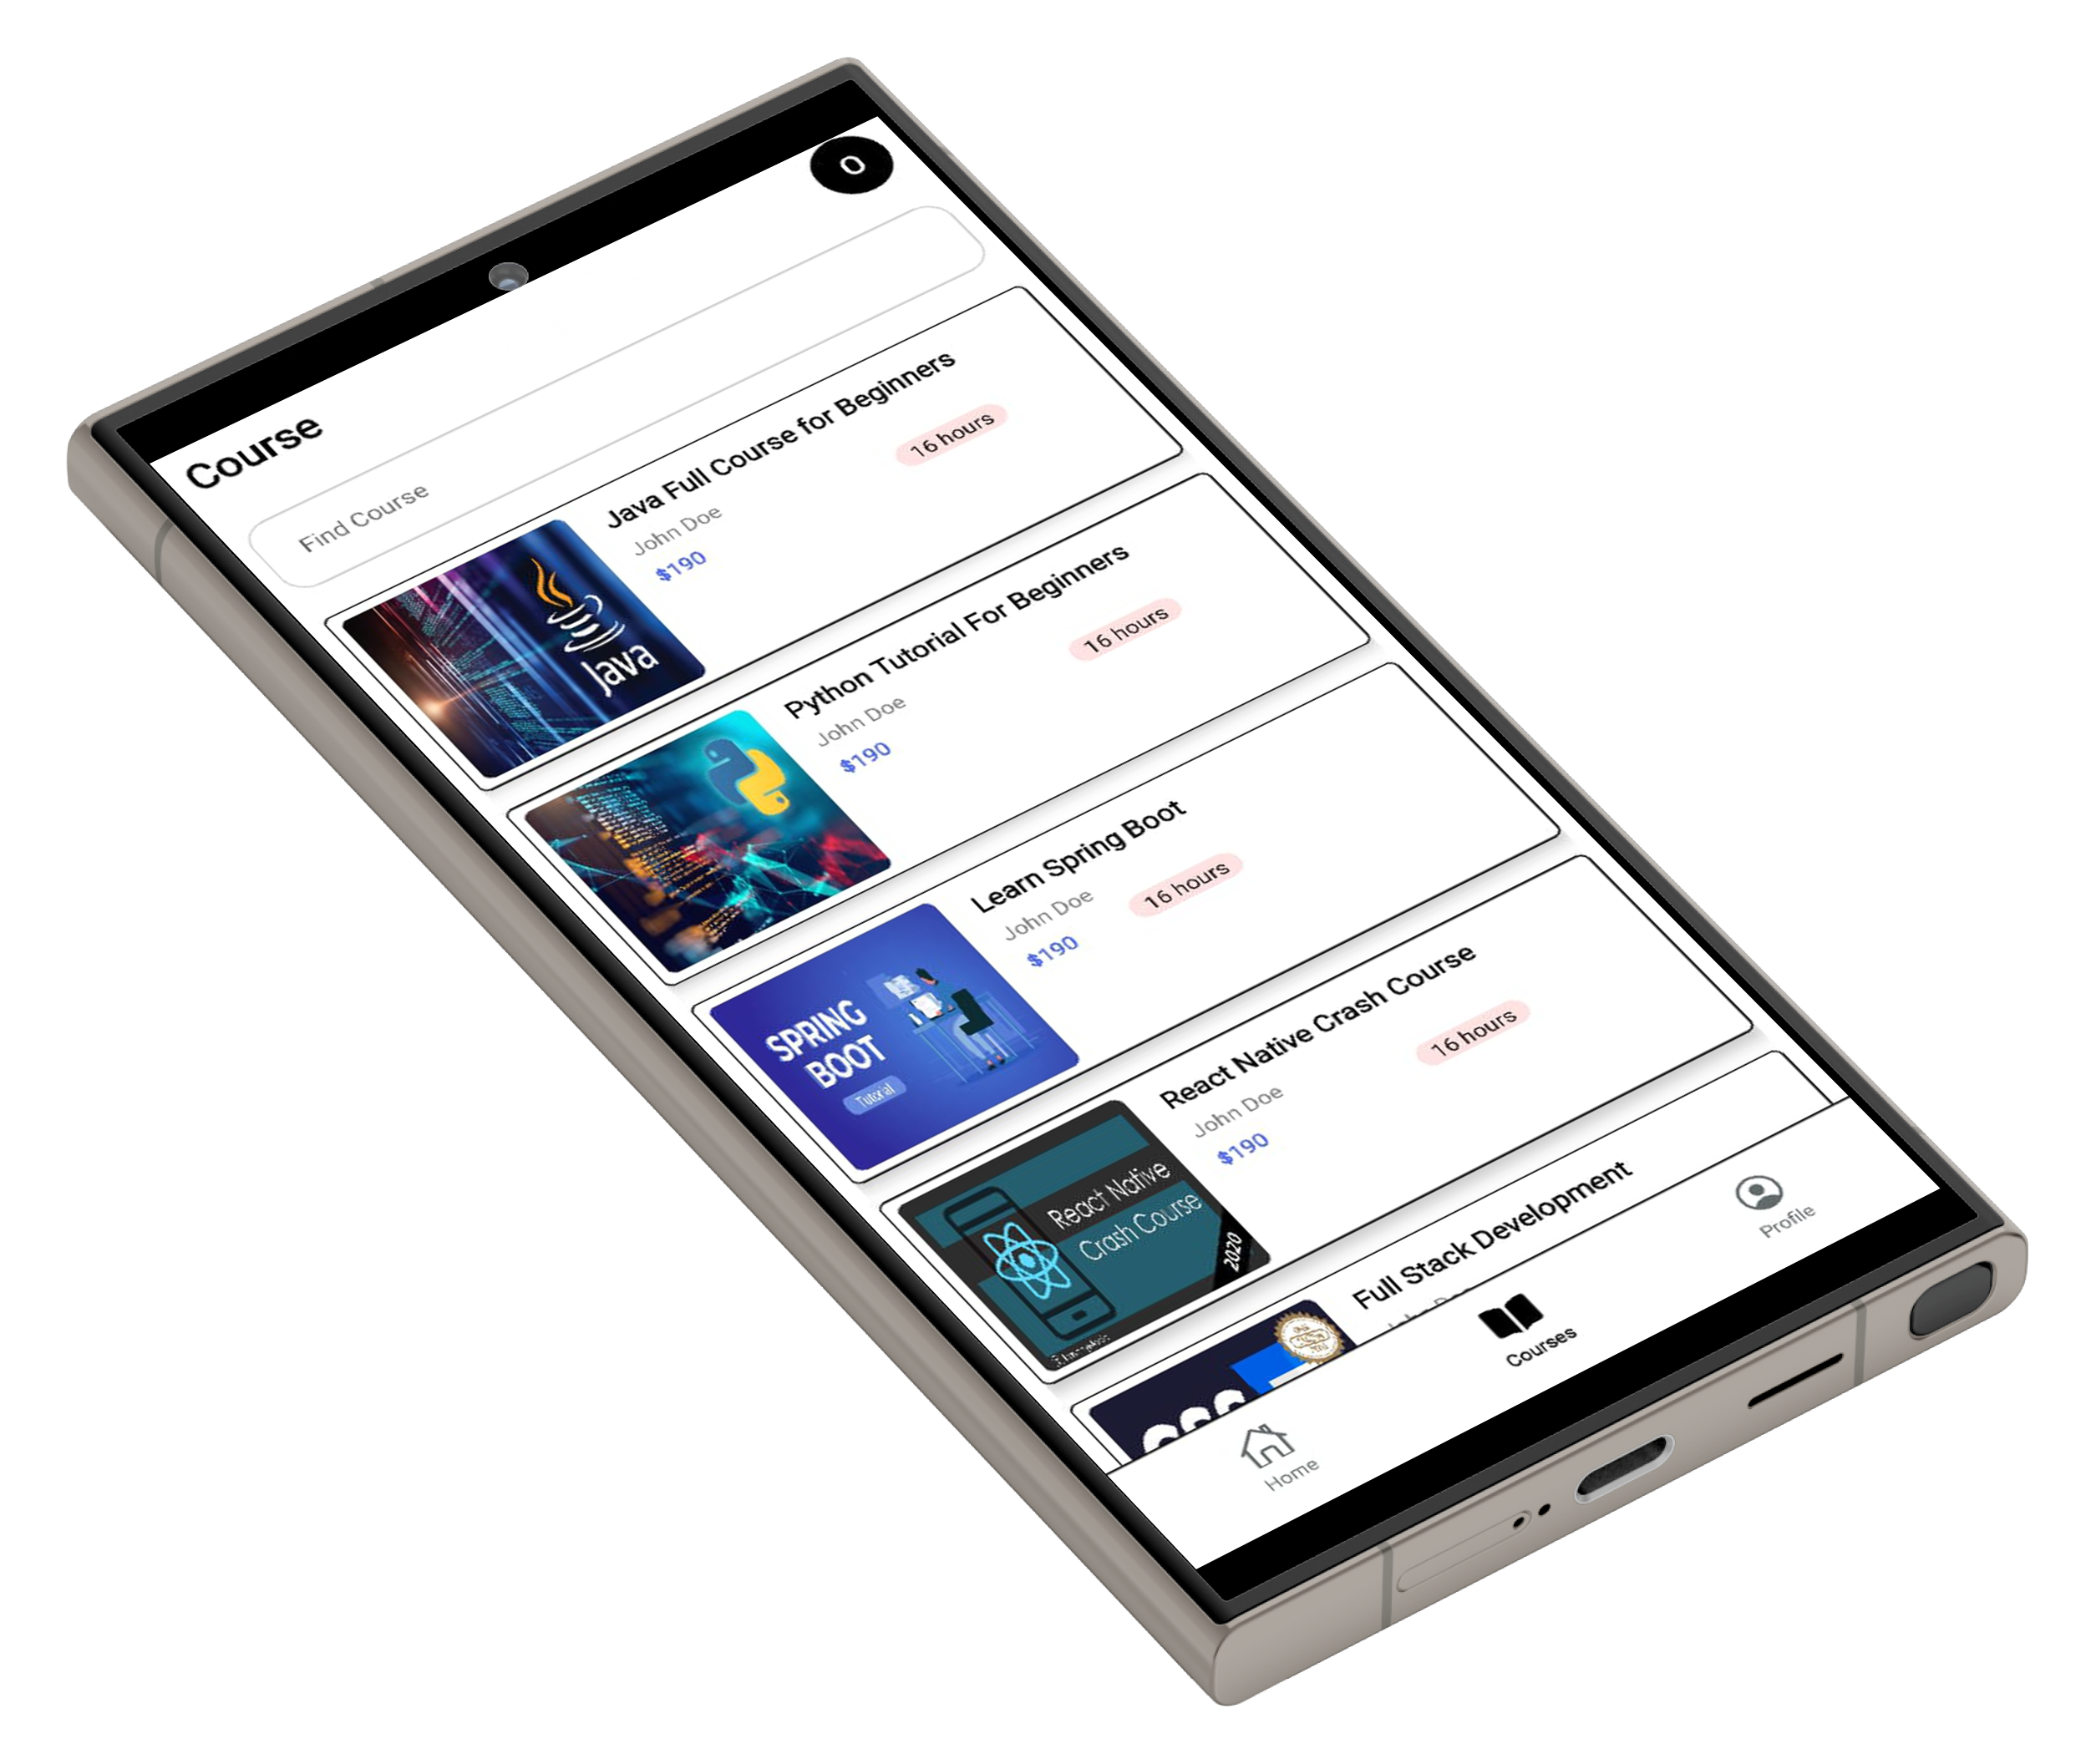 0
Course
Find Course
Java Full Course for Beginners
John Doe
16 hours
$190
Java
Python Tutorial For Beginners
John Doe
16 hours
$190
Learn Spring Boot
John Doe
16 hours
$190
SPRING
BOOT
Tutorial
React Native Crash Course
John Doe
16 hours
$190
React Native
Crash Course
2020
Full Stack Development
Home
Courses
Profile